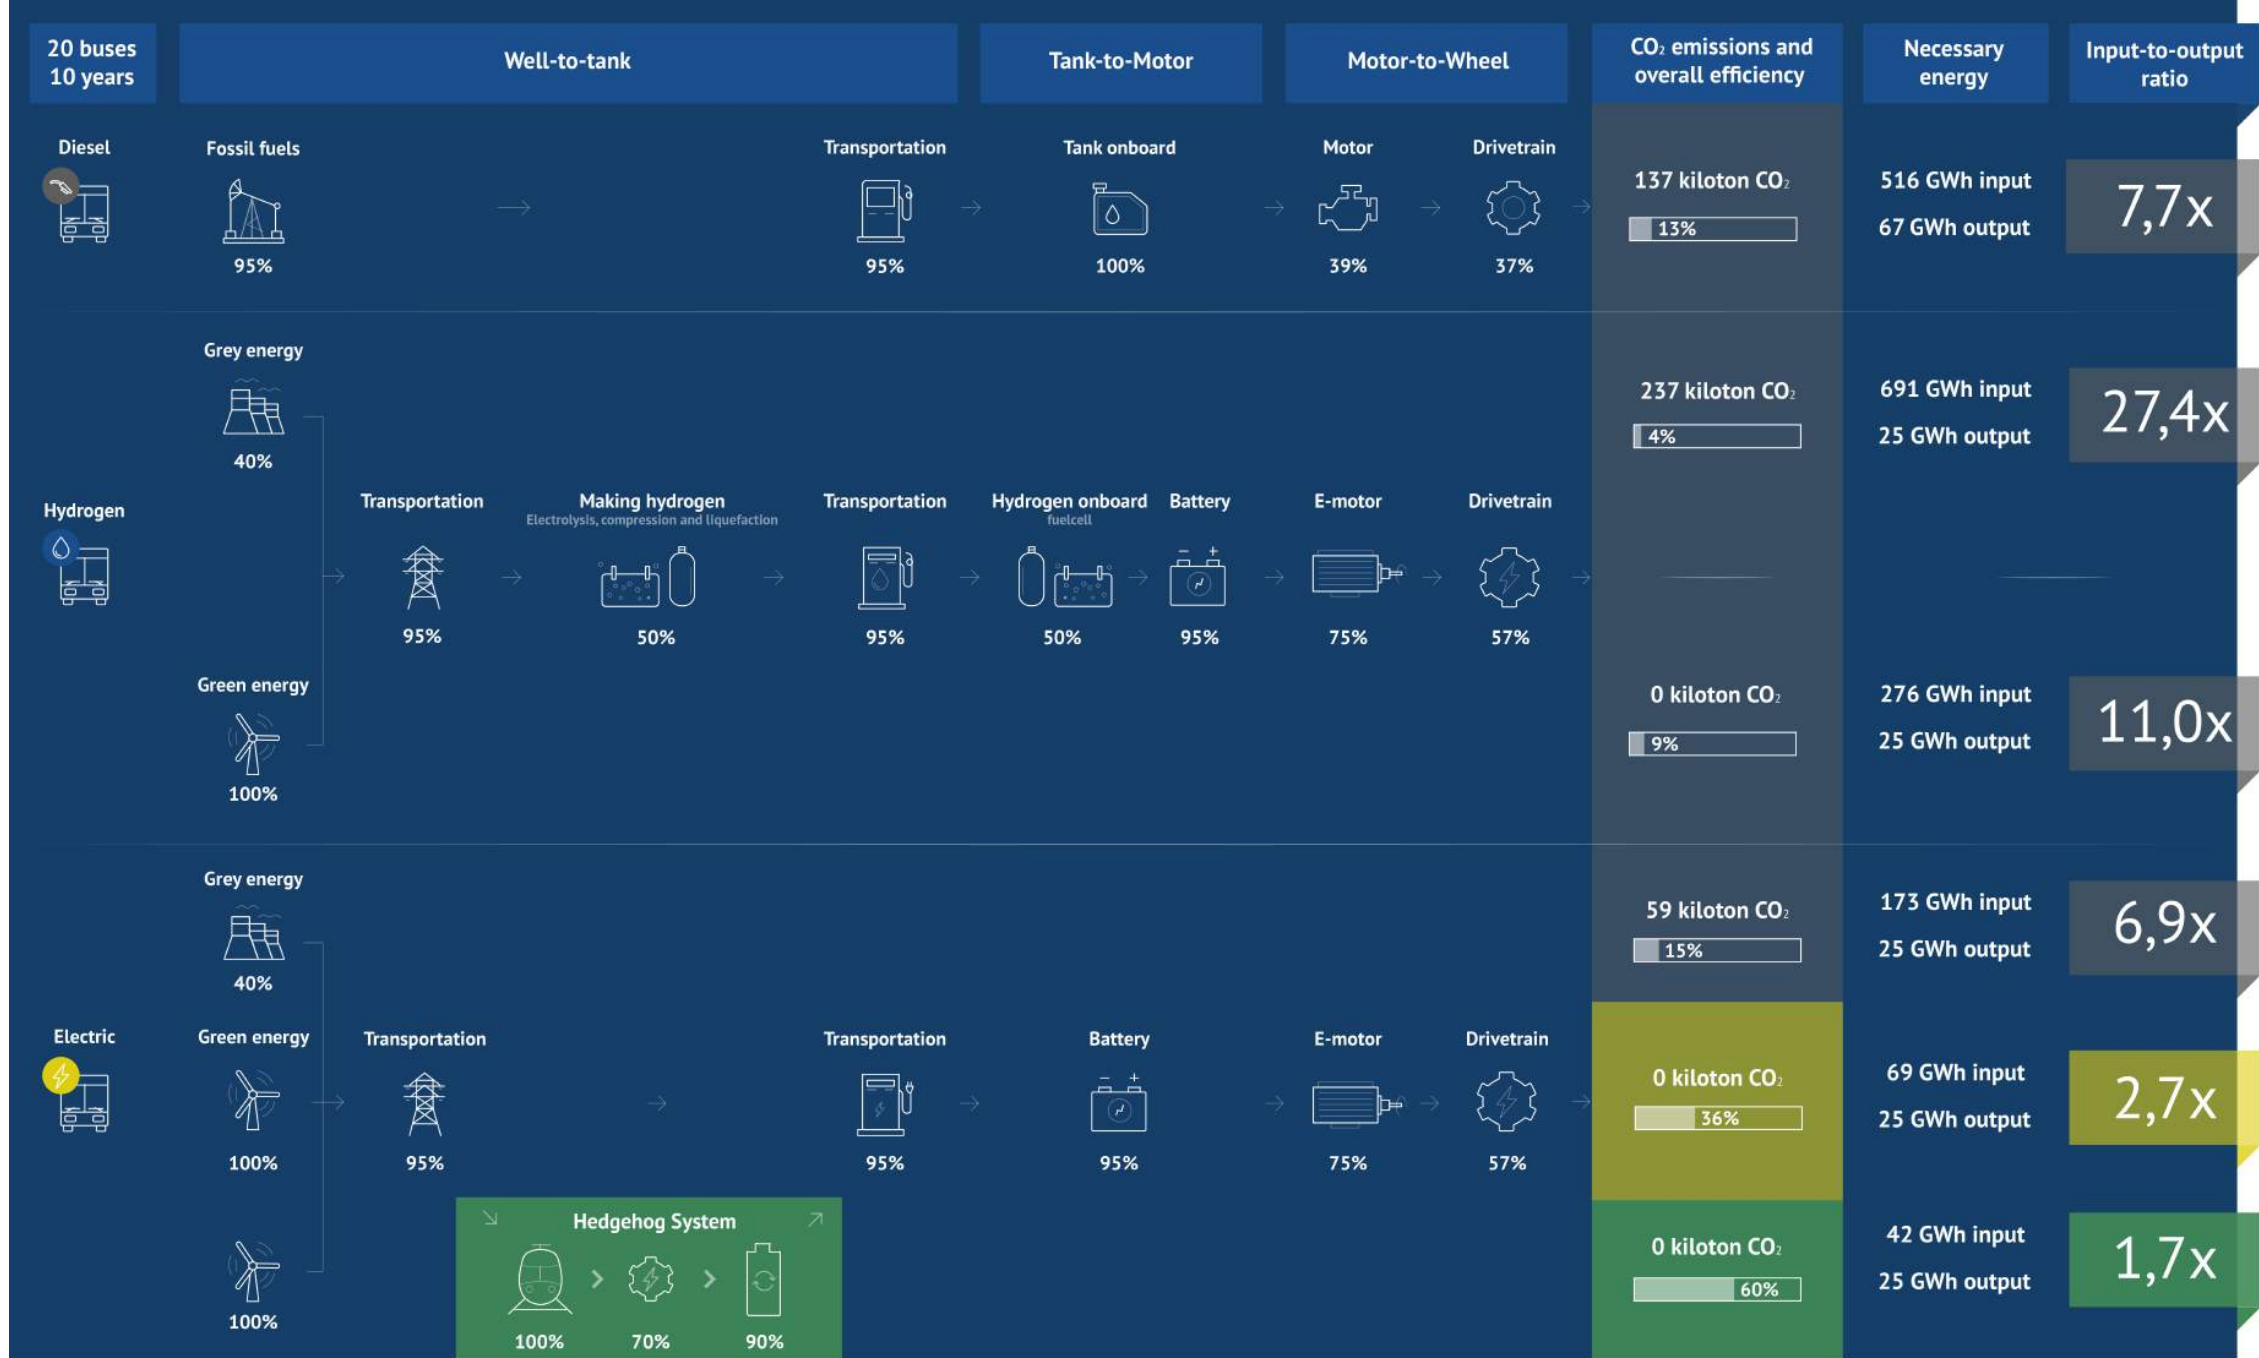 20 buses
10 years
Well-to-tank
Tank-to-Motor
Motor-to-Wheel
CO₂ emissions and
overall efficiency
Necessary
energy
Input-to-output
ratio
Diesel
Fossil fuels
95%
Transportation
95%
Tank onboard
100%
Motor
39%
Drivetrain
37%
137 kiloton CO₂
13%
516 GWh input
67 GWh output
7,7x
Hydrogen
Grey energy
40%
Green energy
100%
Transportation
95%
Making hydrogen
Electrolysis, compression and liquefaction
50%
Transportation
95%
Hydrogen onboard
fuelcell
50%
Battery
95%
E-motor
75%
Drivetrain
57%
237 kiloton CO₂
4%
691 GWh input
25 GWh output
27,4x
0 kiloton CO₂
9%
276 GWh input
25 GWh output
11,0x
Electric
Grey energy
40%
Green energy
100%
100%
Transportation
95%
Hedgehog System
100%
70%
90%
Transportation
95%
Battery
95%
E-motor
75%
Drivetrain
57%
59 kiloton CO₂
15%
173 GWh input
25 GWh output
6,9x
0 kiloton CO₂
36%
69 GWh input
25 GWh output
2,7x
0 kiloton CO₂
60%
42 GWh input
25 GWh output
1,7x